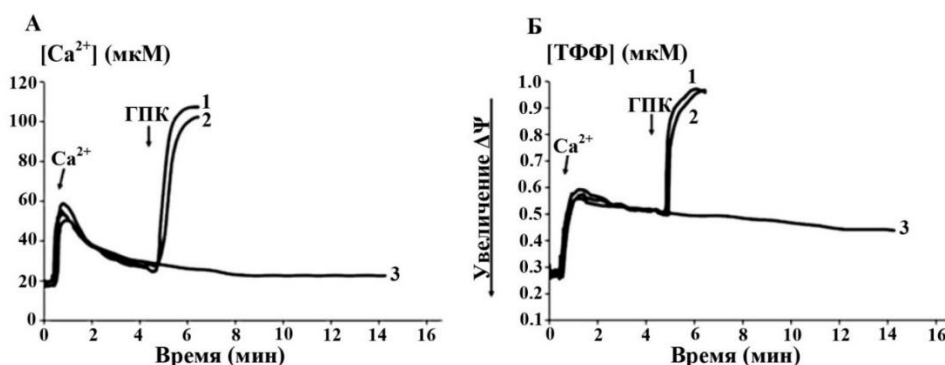 А
[Ca²⁺] (мкМ)
120
100
80
60
40
20
0
ГПК
1
2
Ca²⁺
3
0 2 4 6 8 10 12 14 16
Время (мин)
Б
[ТФФ] (мкМ)
Увеличение ΔΨ
1.0
0.9
0.8
0.7
0.6
0.5
0.4
0.3
0.2
0.1
1
ГПК
2
Ca²⁺
3
0 2 4 6 8 10 12 14 16
Время (мин)